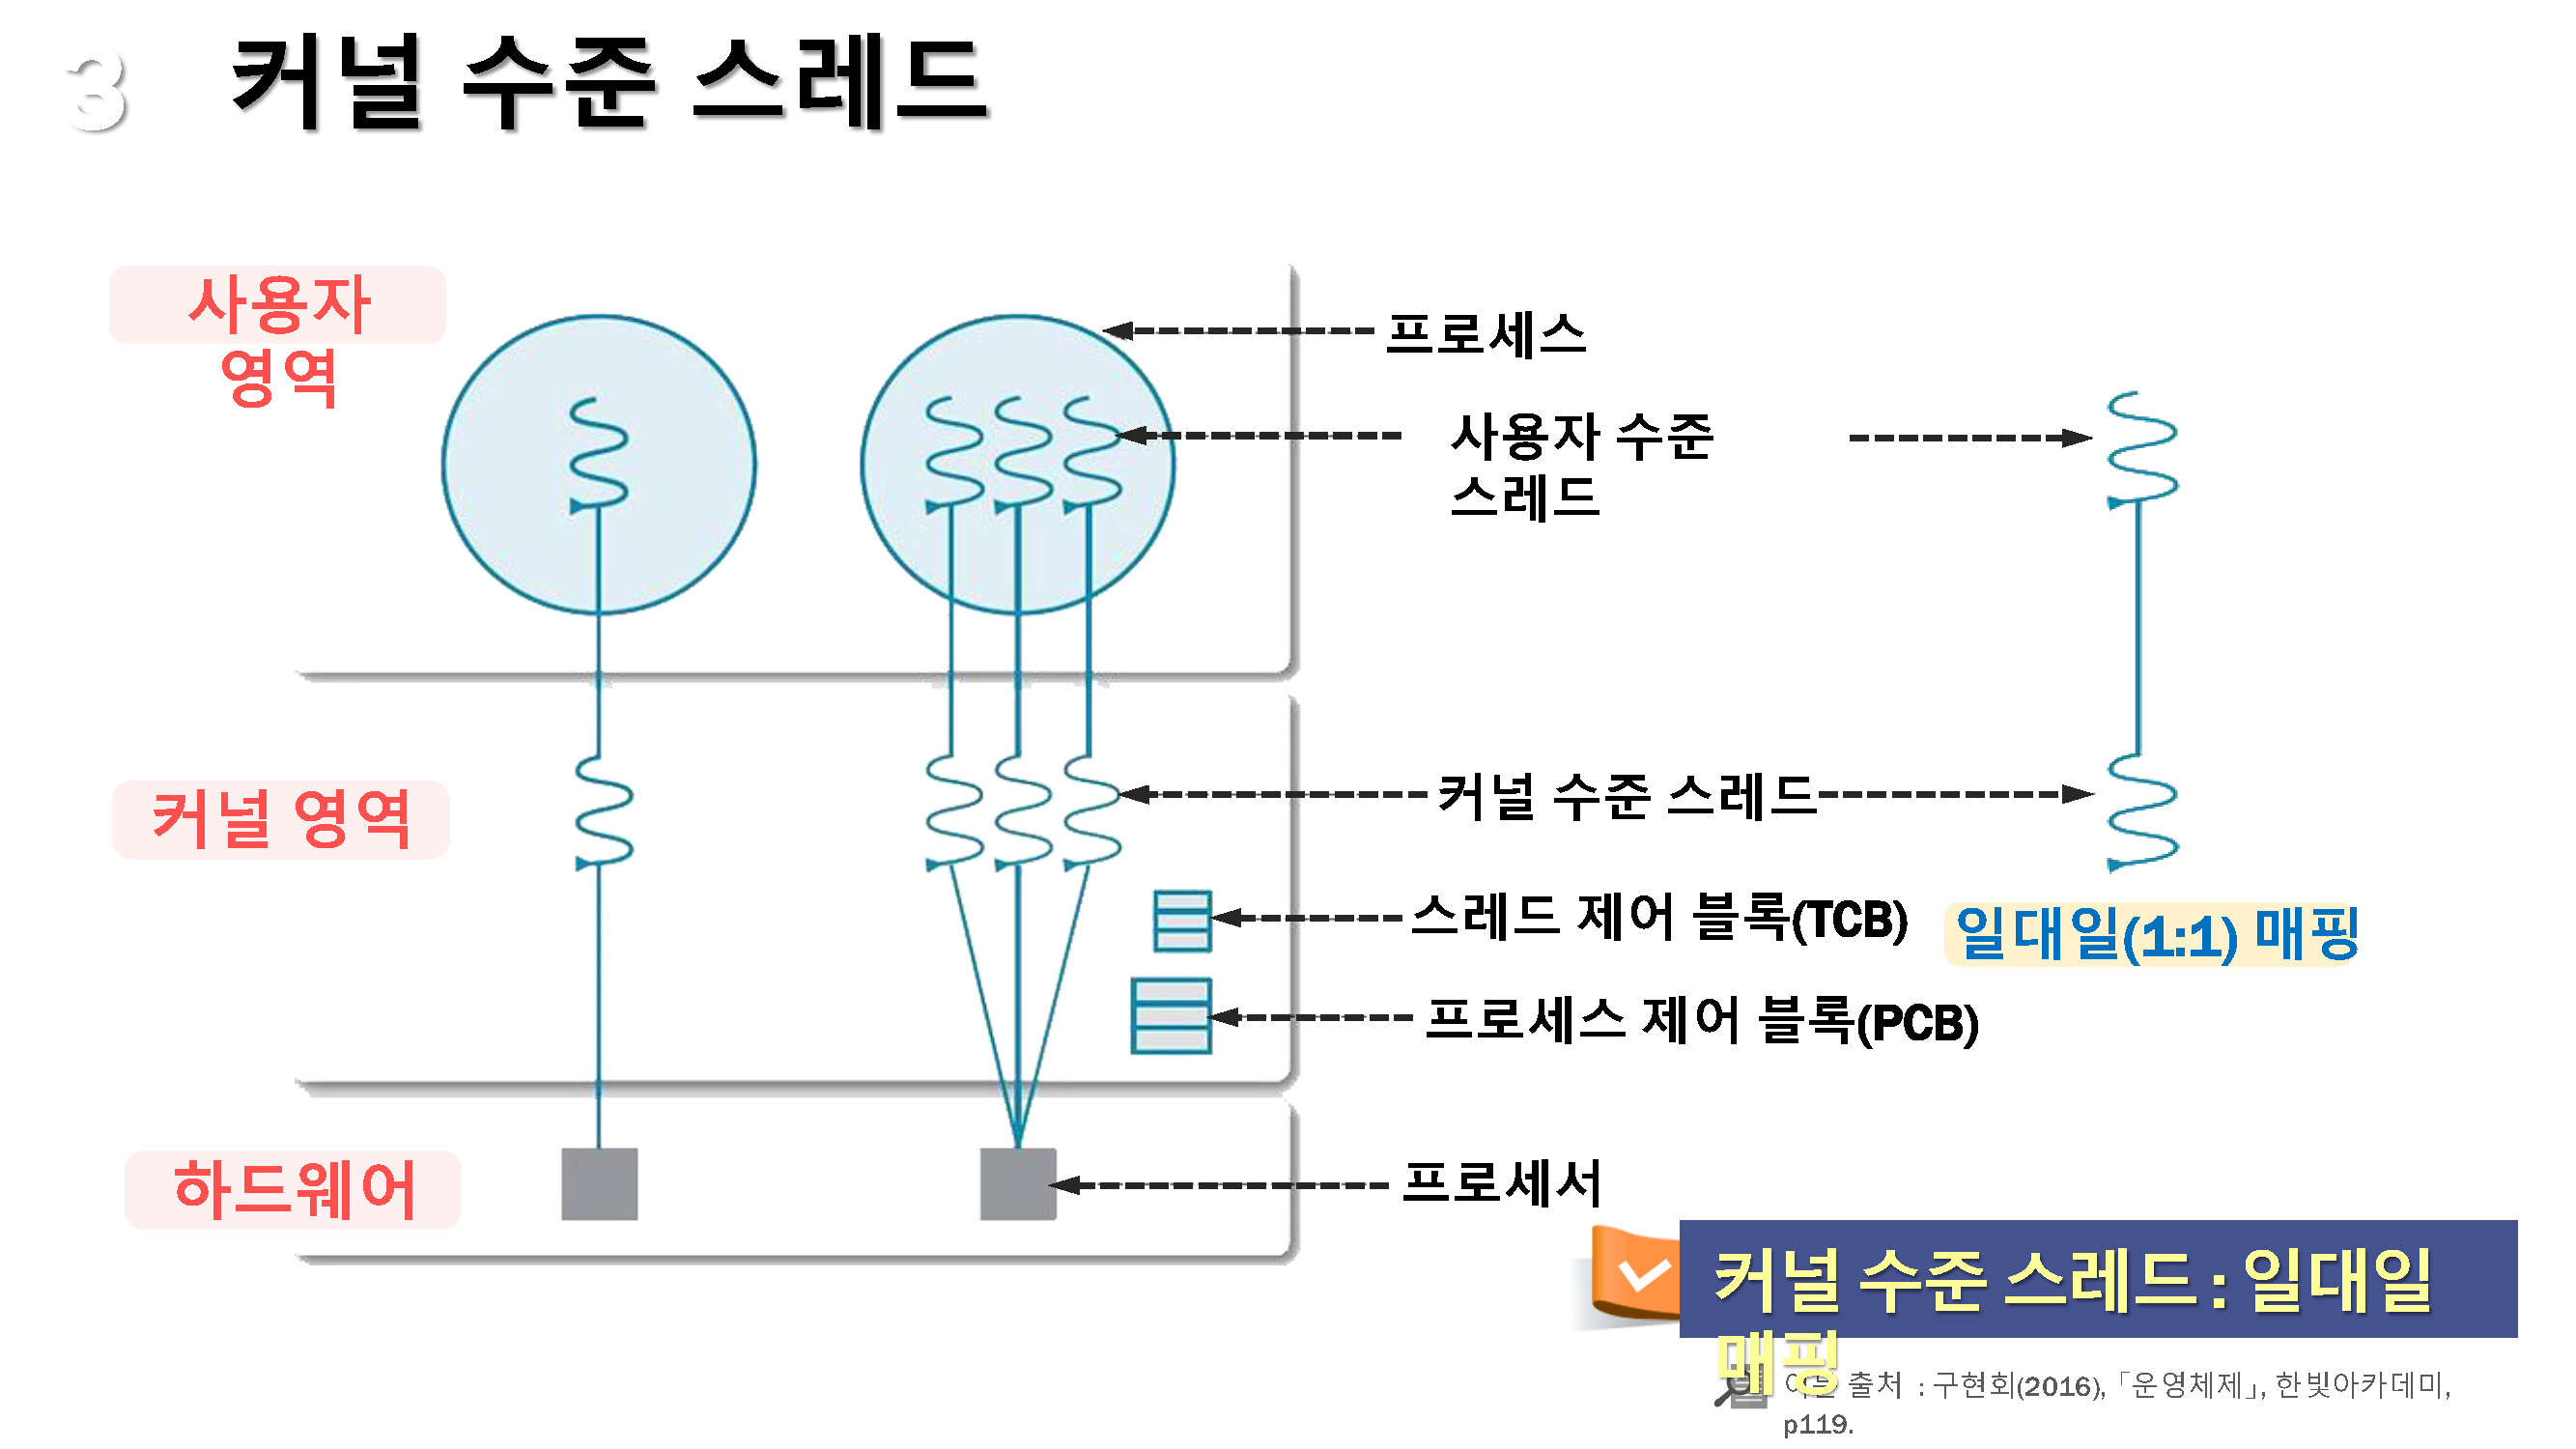 3 커널 수준 스레드
사용자
영역
프로세스
사용자 수준
스레드
커널 영역
커널 수준 스레드
스레드 제어 블록(TCB)
일대일(1:1) 매핑
프로세스 제어 블록(PCB)
하드웨어
프로세서
커널 수준 스레드 : 일대일
매핑
출처 : 구현회(2016), 「운영체제」, 한빛아카데미,
p119.